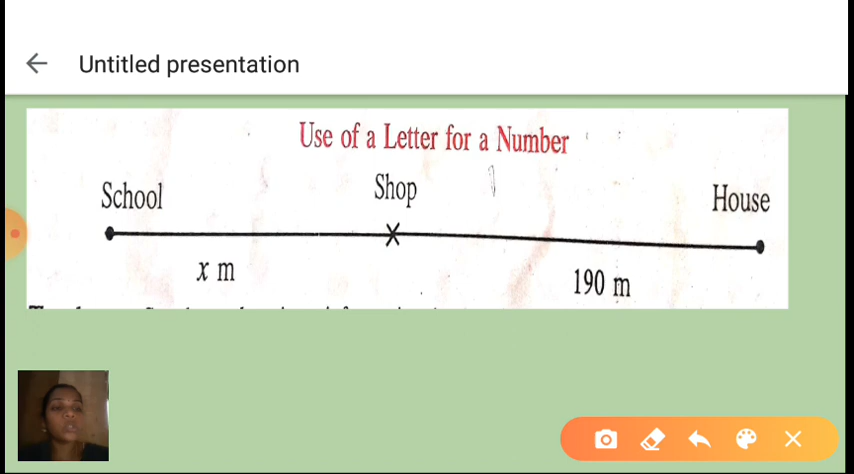 Untitled presentation
Use of a Letter for a Number
School
Shop
House
x m
190 m